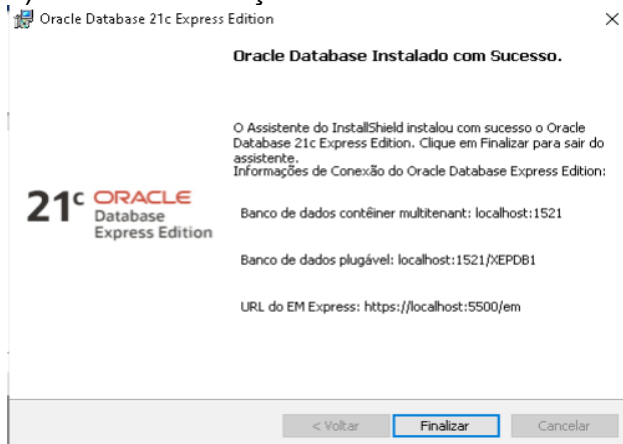 Oracle Database 21c Express Edition
Oracle Database Instalado com Sucesso.
O Assistente do InstallShield instalou com sucesso o Oracle
Database 21c Express Edition. Clique em Finalizar para sair do
assistente.
Informações de Conexão do Oracle Database Express Edition:
21c ORACLE
Database
Express Edition
Banco de dados contêiner multitenant: localhost:1521
Banco de dados plugável: localhost:1521/XEPDB1
URL do EM Express: https://localhost:5500/em
< Voltar
Finalizar
Cancelar